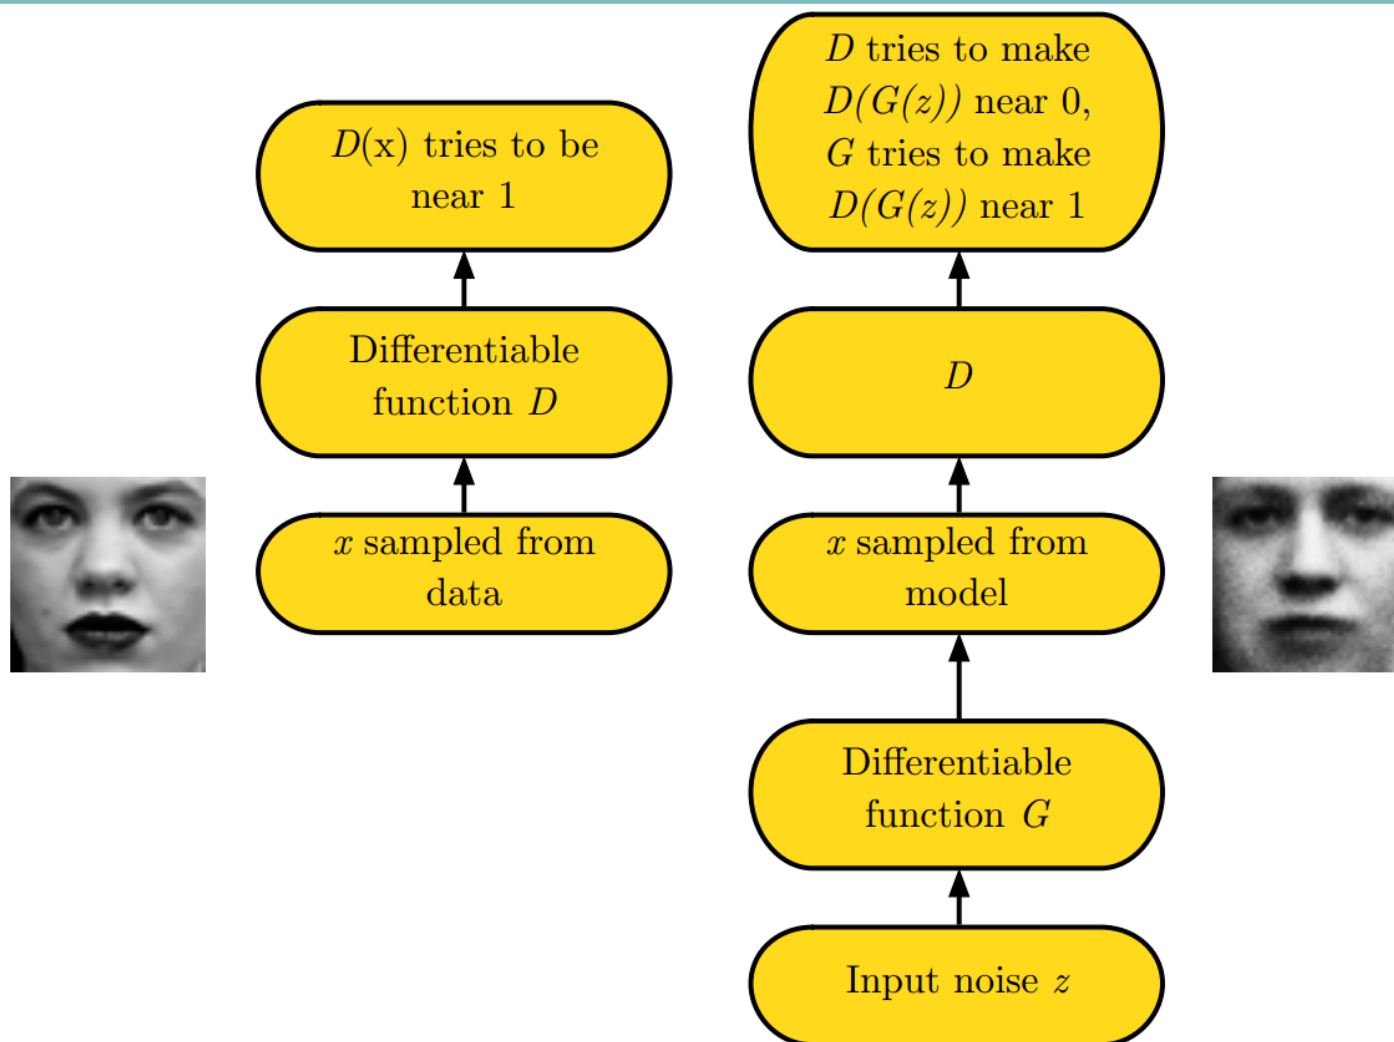 D(x) tries to be
near 1
Differentiable
function D
x sampled from
data
D tries to make
D(G(z)) near 0,
G tries to make
D(G(z)) near 1
D
x sampled from
model
Differentiable
function G
Input noise z